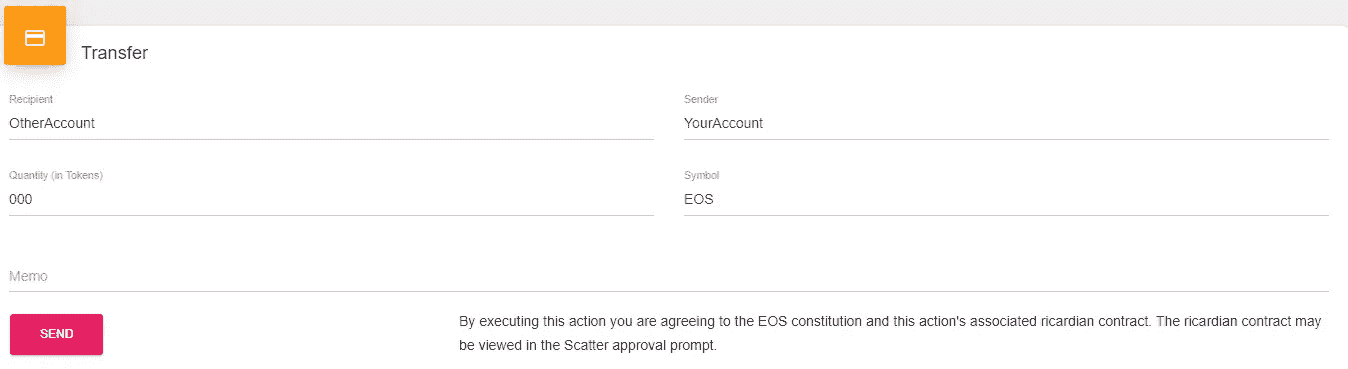 Transfer
Recipient
Sender
OtherAccount
YourAccount
Quantity (in Tokens)
Symbol
000
EOS
Memo
SEND
By executing this action you are agreeing to the EOS constitution and this action's associated ricardian contract. The ricardian contract may
be viewed in the Scatter approval prompt.